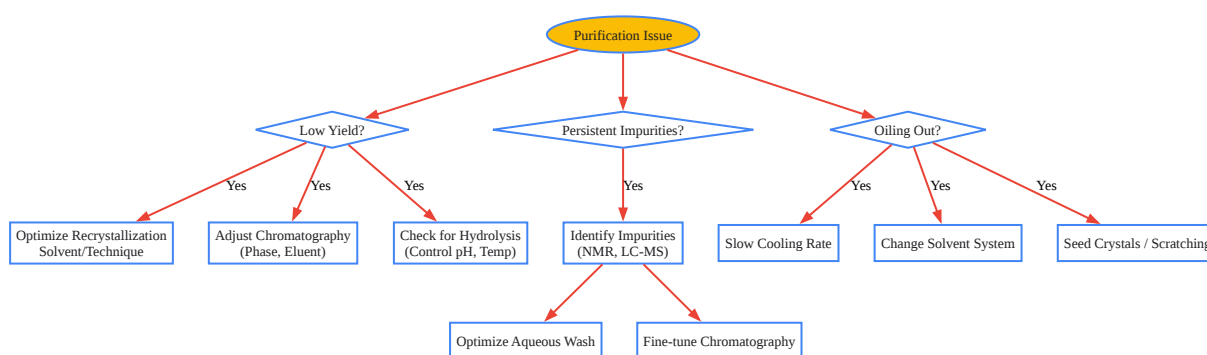 Purification Issue
Low Yield?
Persistent Impurities?
Oiling Out?
Yes
Yes
Yes
Yes
Yes
Yes
Yes
Optimize Recrystallization
Solvent/Technique
Adjust Chromatography
(Phase, Eluent)
Check for Hydrolysis
(Control pH, Temp)
Identify Impurities
(NMR, LC-MS)
Slow Cooling Rate
Change Solvent System
Seed Crystals / Scratching
Optimize Aqueous Wash
Fine-tune Chromatography